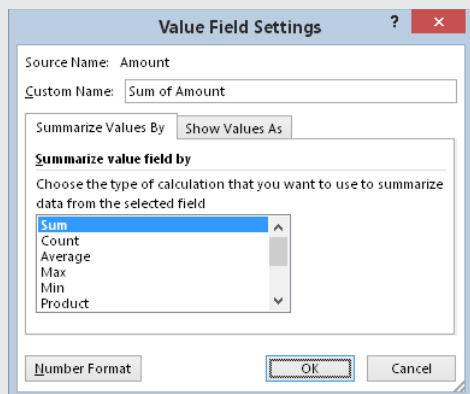 Value Field Settings
? ×
Source Name: Amount
Custom Name: Sum of Amount
Summarize Values By Show Values As
Summarize value field by
Choose the type of calculation that you want to use to summarize
data from the selected field
Sum
Count
Average
Max
Min
Product
Number Format OK Cancel